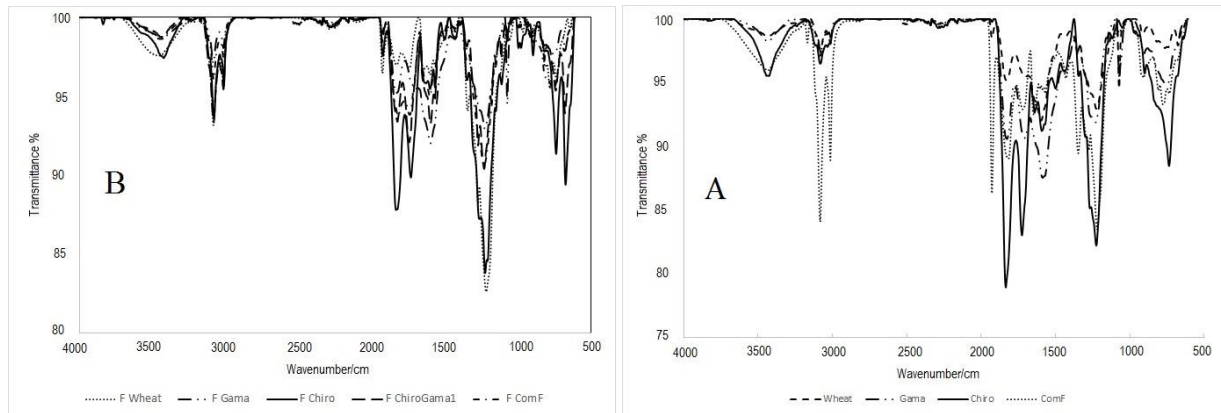 100
95
90
85
80
Transmittance %
B
4000 3500 3000 2500 2000 1500 1000 500
Wavenumber/cm
F Wheat F Gama F Chiro F ChiroGama1 F ComF
100
95
90
85
80
75
Transmittance %
A
4000 3500 3000 2500 2000 1500 1000 500
Wavenumber/cm
Wheat Gama Chiro ComF